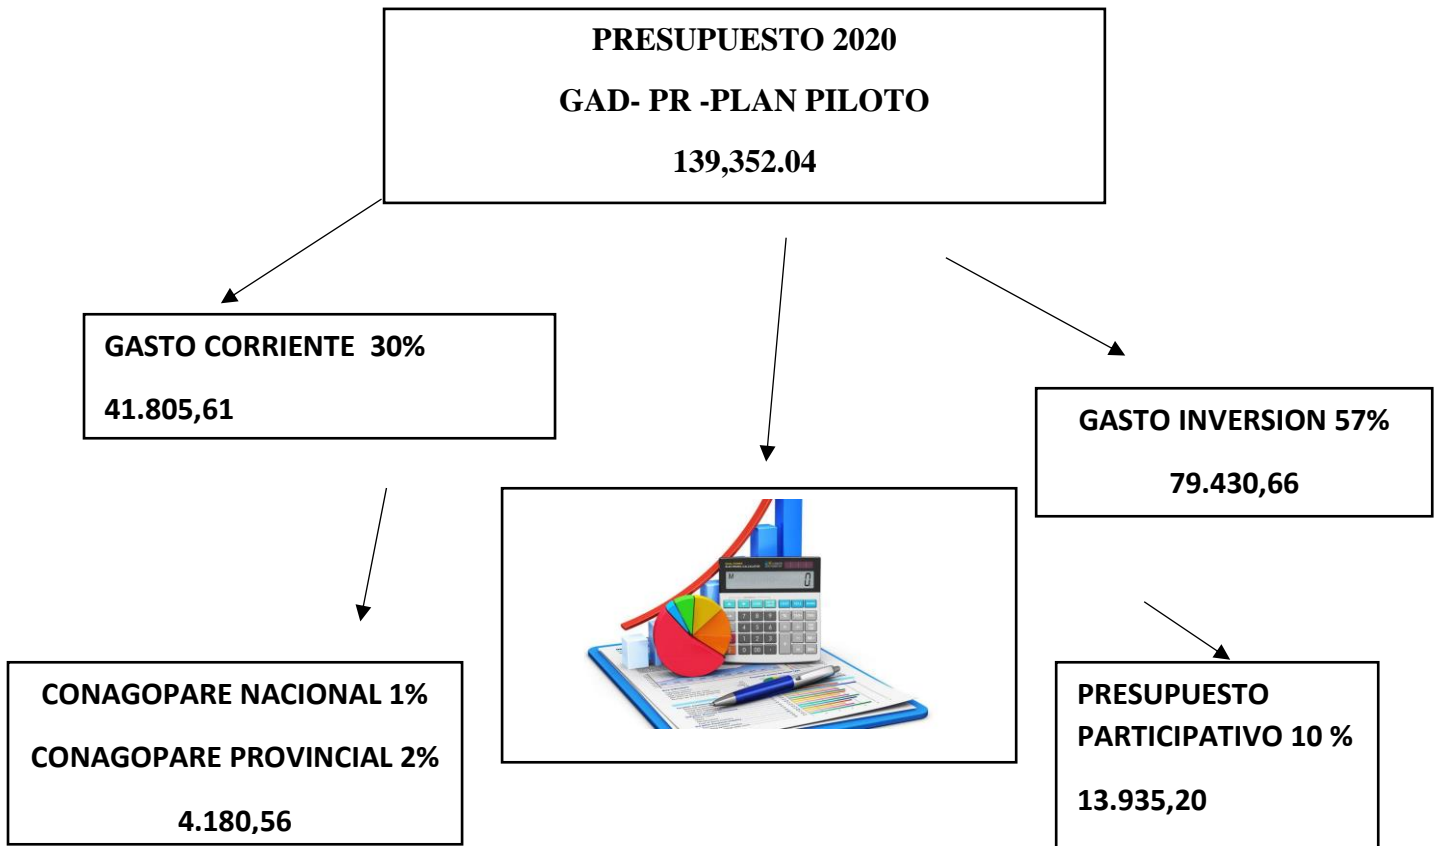 PRESUPUESTO 2020
GAD- PR -PLAN PILOTO
139,352.04
GASTO CORRIENTE  30%
41.805,61
GASTO INVERSION 57%
79.430,66
CONAGOPARE NACIONAL 1%
CONAGOPARE PROVINCIAL 2%
4.180,56
PRESUPUESTO
PARTICIPATIVO 10 %
13.935,20